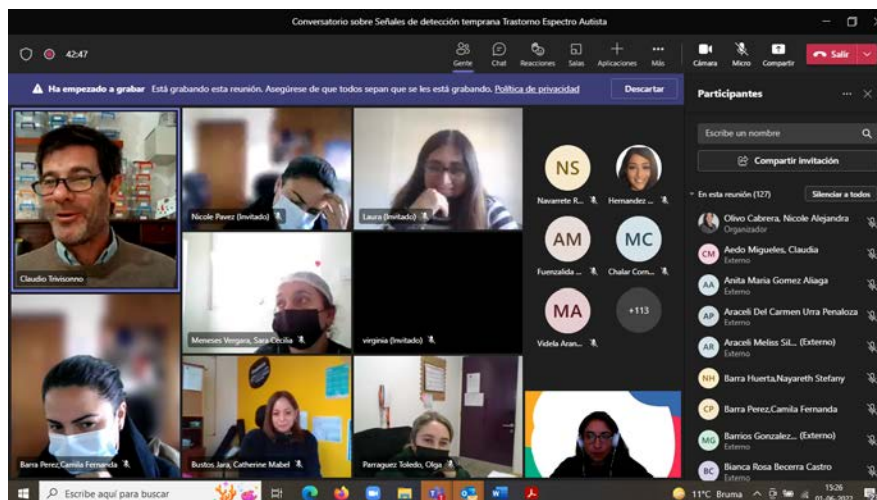 Conversatorio sobre Señales de detección temprana Trastorno Espectro Autista
42:47
Gente
Chat
Reacciones
Salas
Aplicaciones
Más
Cámara
Micro
Compartir
Salir
Ha empezado a grabar Está grabando esta reunión. Asegúrese de que todos sepan que se les está grabando. Política de privacidad
Descartar
Claudio Trivisonno
Nicole Pavez (Invitado)
Laura (Invitado)
Meneses Vergara, Sara Cecilia
virginia (Invitado)
Barra Perez,Camila Fernanda
Bustos Jara, Catherine Mabel
Parraguez Toledo, Olga
NS
Navarrete R...
Hernandez ...
AM
Fuenzalida ...
MC
Chalar Corn...
MA
Videla Aran...
+113
Participantes
Escribe un nombre
Compartir invitación
En esta reunión (127)
Silenciar a todos
Olivo Cabrera, Nicole Alejandra
Organizador
CM
Aedo Migueles, Claudia
Externo
AA
Anita Maria Gomez Aliaga
Externo
AP
Araceli Del Carmen Urra Penaloza
Externo
AR
Araceli Meliss Sil... (Externo)
Externo
NH
Barra Huerta,Nayareth Stefany
CP
Barra Perez,Camila Fernanda
MG
Barrios Gonzalez... (Externo)
Externo
BC
Bianca Rosa Becerra Castro
Externo
Escribe aquí para buscar
11°C Bruma
15:26